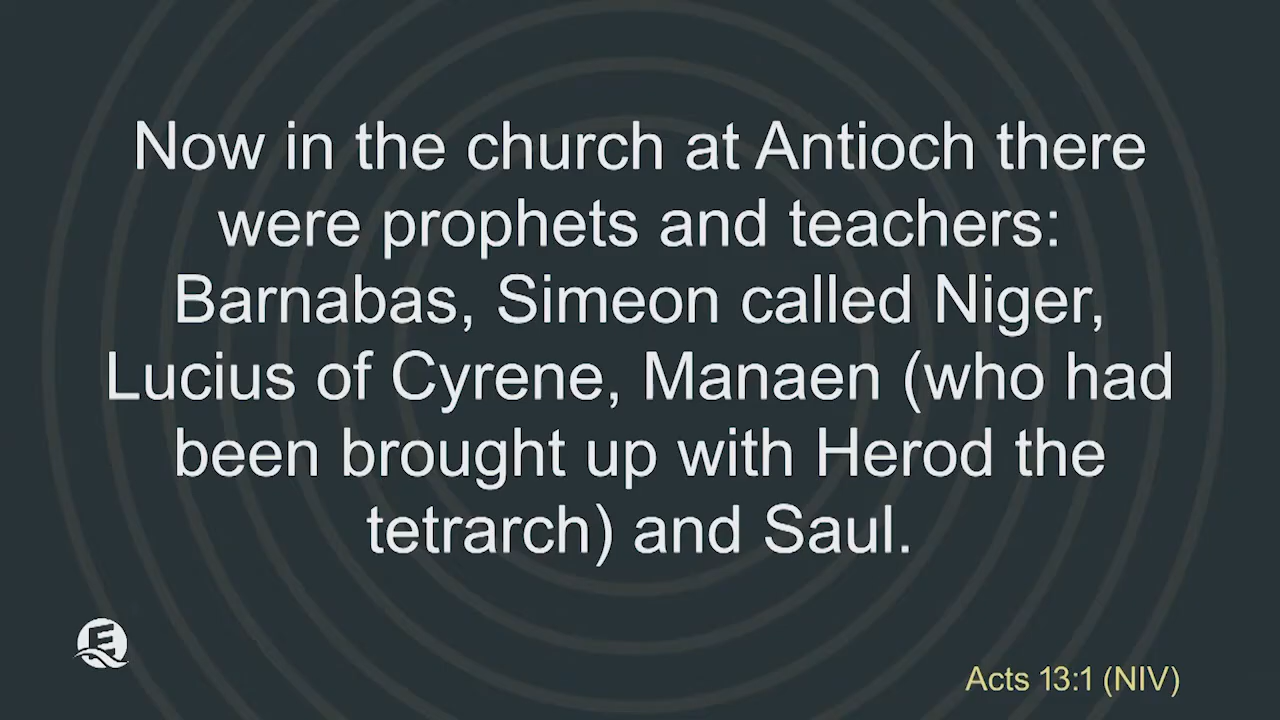 Now in the church at Antioch there
were prophets and teachers:
Barnabas, Simeon called Niger,
Lucius of Cyrene, Manaen (who had
been brought up with Herod the
tetrarch) and Saul.
Acts 13:1 (NIV)